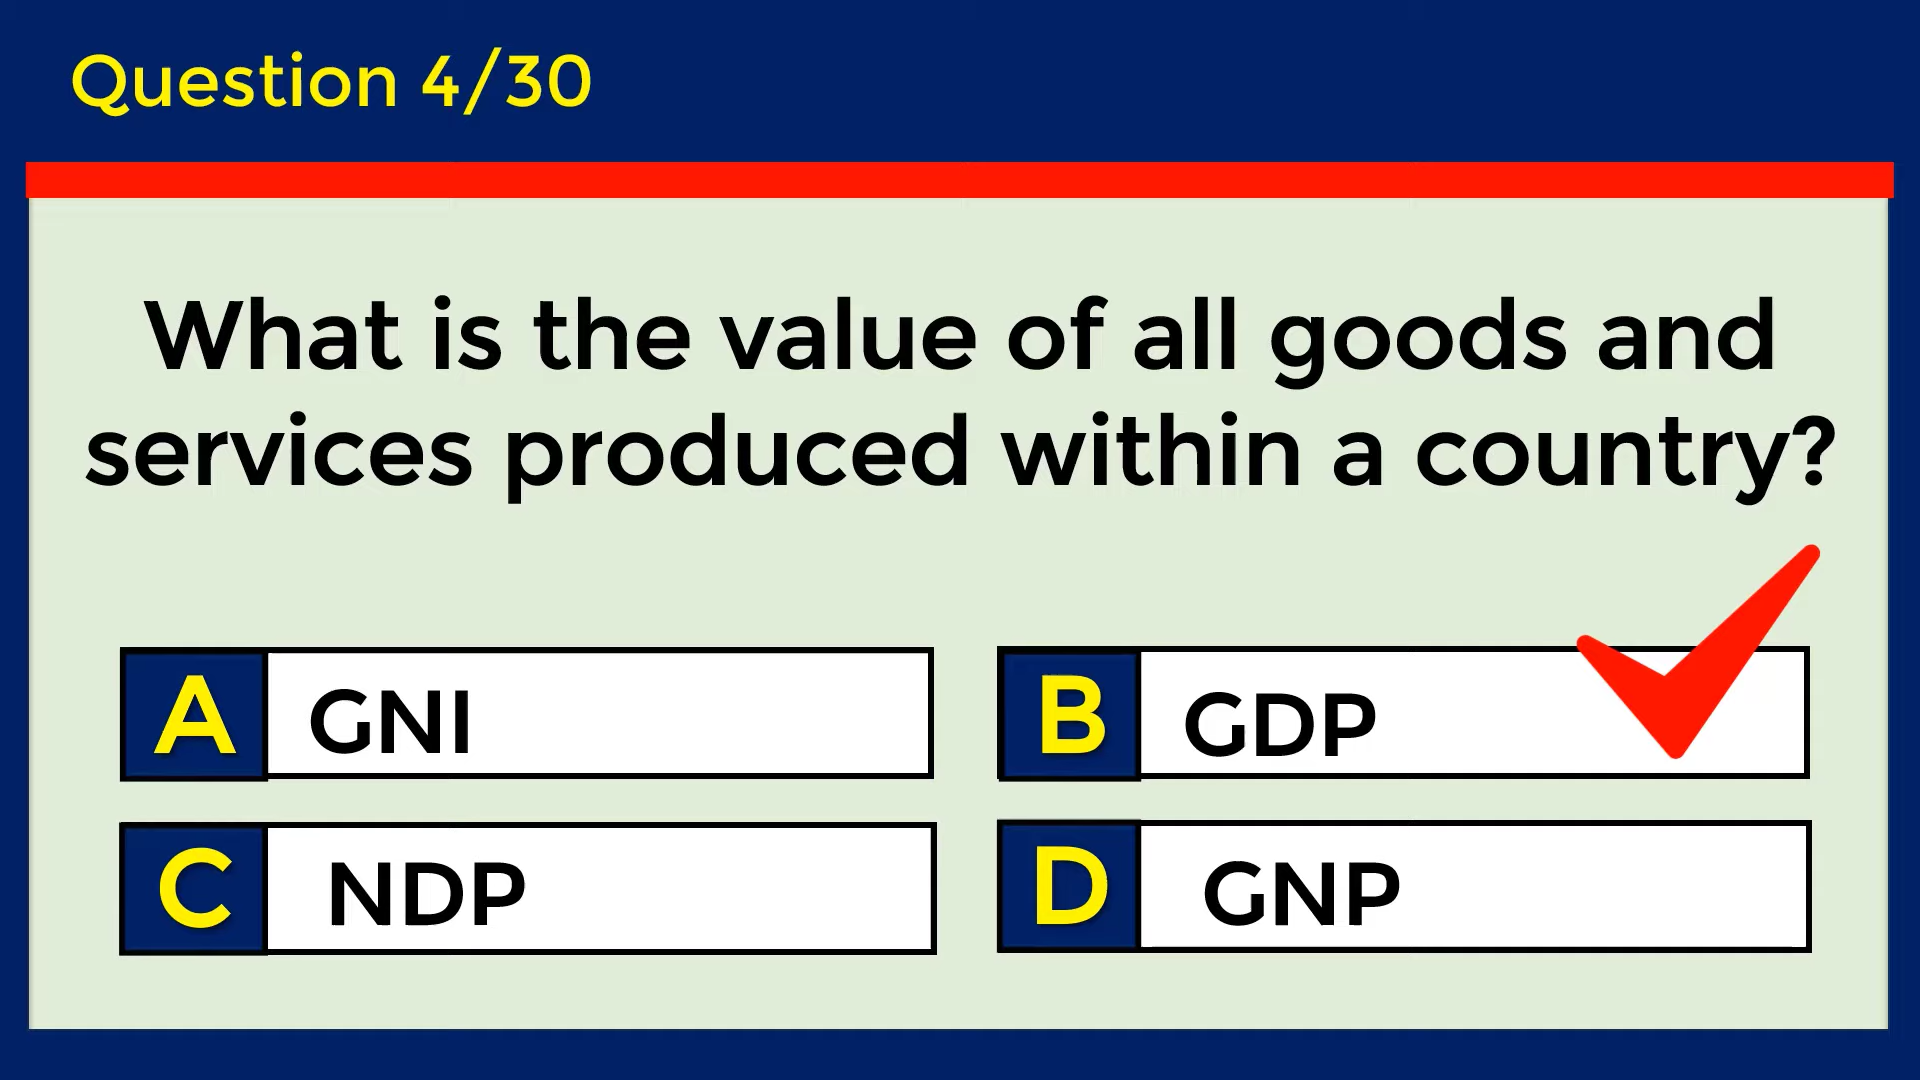 Question 4/30
What is the value of all goods and
services produced within a country?
A GNI
B GDP
C NDP
D GNP